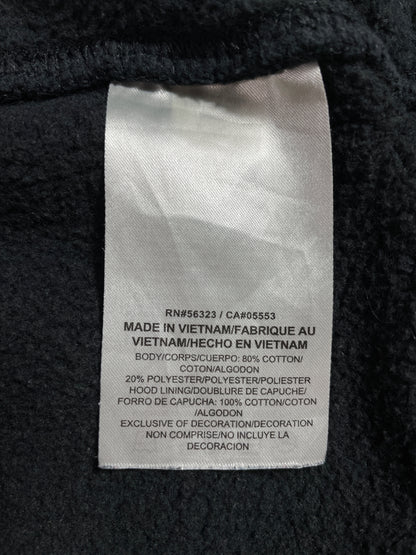 RN#56323 / CA#05553
MADE IN VIETNAM/FABRIQUE AU
VIETNAM/HECHO EN VIETNAM
BODY/CORPS/CUERPO: 80% COTTON/
COTON/ALGODON
20% POLYESTER/POLYESTER/POLIESTER
HOOD LINING/DOUBLURE DE CAPUCHE/
FORRO DE CAPUCHA: 100% COTTON/COTON
/ALGODON
EXCLUSIVE OF DECORATION/DECORATION
NON COMPRISE/NO INCLUYE LA
DECORACION